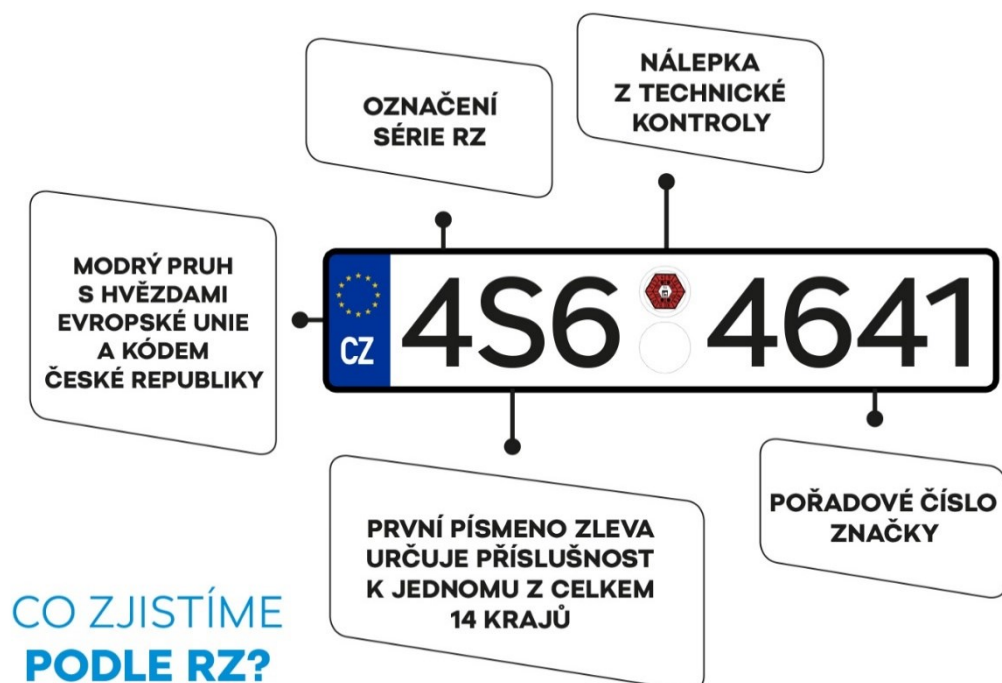 OZNAČENÍ
SÉRIE RZ
NÁLEPKA
Z TECHNICKÉ
KONTROLY
MODRÝ PRUH
S HVĚZDAMI
EVROPSKÉ UNIE
A KÓDEM
ČESKÉ REPUBLIKY
CZ 4S6 4641
PRVNÍ PÍSMENO ZLEVA
URČUJE PŘÍSLUŠNOST
K JEDNOMU Z CELKEM
14 KRAJŮ
POŘADOVÉ ČÍSLO
ZNAČKY
CO ZJISTÍME
PODLE RZ?